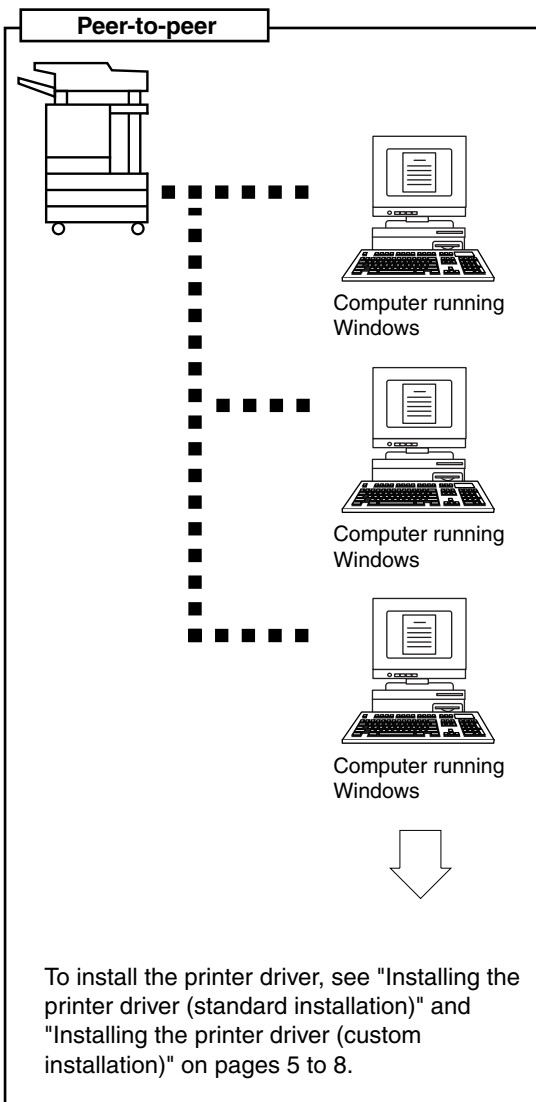 Peer-to-peer
Computer running
Windows
Computer running
Windows
Computer running
Windows
To install the printer driver, see "Installing the
printer driver (standard installation)" and
"Installing the printer driver (custom
installation)" on pages 5 to 8.